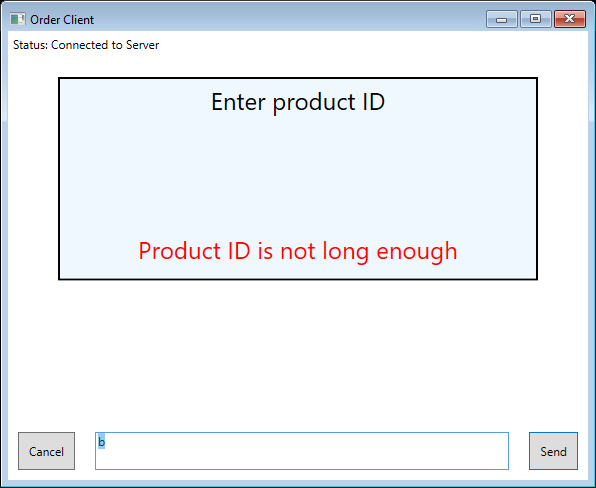 Order Client
Status: Connected to Server
Enter product ID
Product ID is not long enough
Cancel
b
Send